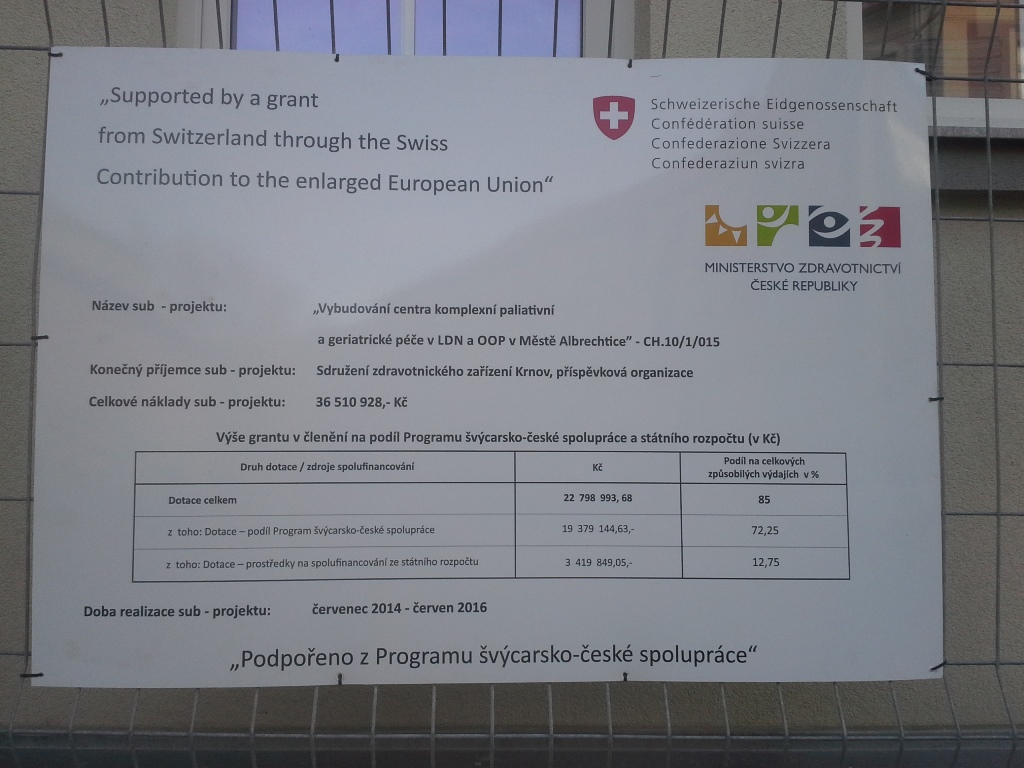 „Supported by a grant
from Switzerland through the Swiss
Contribution to the enlarged European Union“
Schweizerische Eidgenossenschaft
Confédération suisse
Confederazione Svizzera
Confederaziun svizra
MINISTERSTVO ZDRAVOTNICTVÍ
ČESKÉ REPUBLIKY
Název sub - projektu: „Vybudování centra komplexní paliativní
a geriatrické péče v LDN a OOP v Městě Albrechtice” - CH.10/1/015
Konečný příjemce sub - projektu: Sdružení zdravotnického zařízení Krnov, příspěvková organizace
Celkové náklady sub - projektu: 36 510 928,- Kč
Výše grantu v členění na podíl Programu švýcarsko-české spolupráce a státního rozpočtu (v Kč)
Druh dotace / zdroje spolufinancování Kč Podíl na celkových
způsobilých výdajích v %
Dotace celkem 22 798 993, 68 85
z toho: Dotace – podíl Program švýcarsko-české spolupráce 19 379 144,63,- 72,25
z toho: Dotace – prostředky na spolufinancování ze státního rozpočtu 3 419 849,05,- 12,75
Doba realizace sub - projektu: červenec 2014 - červen 2016
„Podpořeno z Programu švýcarsko-české spolupráce“